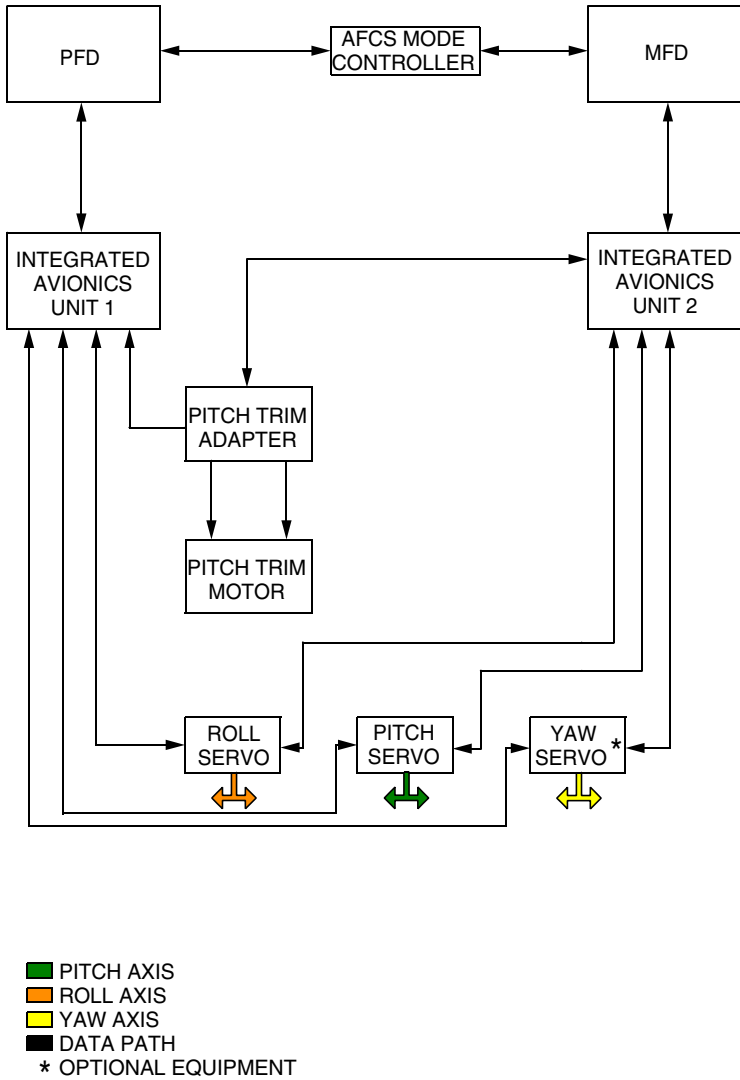 PFD
AFCS MODE
CONTROLLER
MFD
INTEGRATED
AVIONICS
UNIT 1
INTEGRATED
AVIONICS
UNIT 2
PITCH TRIM
ADAPTER
PITCH TRIM
MOTOR
ROLL
SERVO
PITCH
SERVO
YAW
SERVO *
PITCH AXIS
ROLL AXIS
YAW AXIS
DATA PATH
* OPTIONAL EQUIPMENT